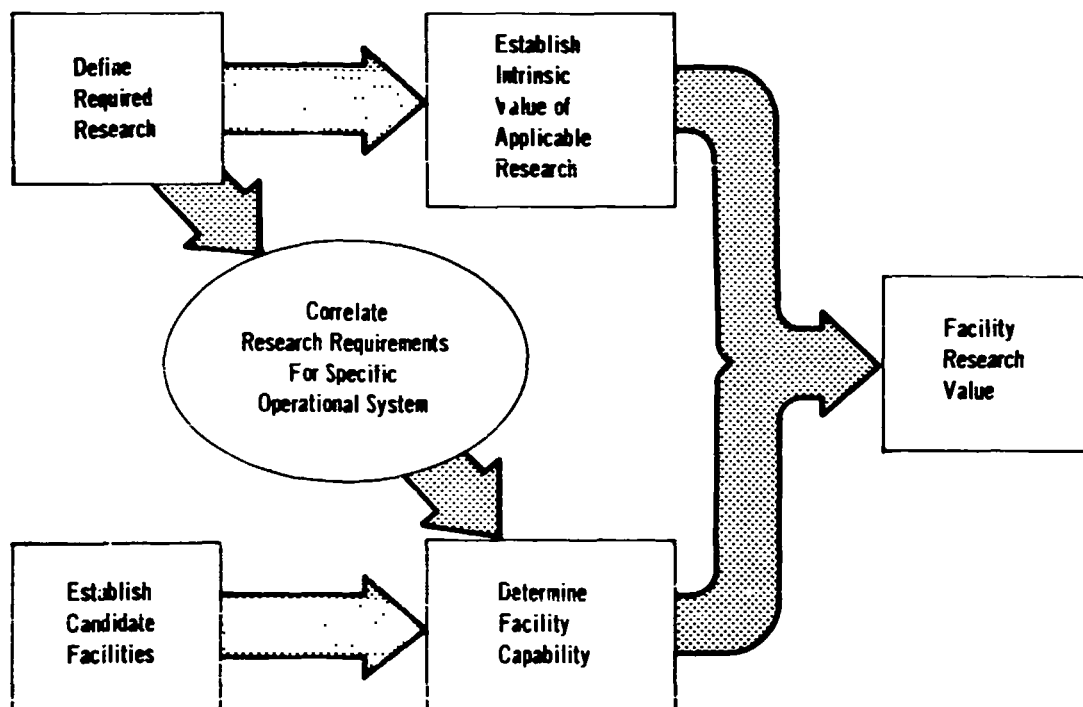 Define
Required
Research
Establish
Intrinsic
Value of
Applicable
Research
Correlate
Research Requirements
For Specific
Operational System
Facility
Research
Value
Establish
Candidate
Facilities
Determine
Facility
Capability